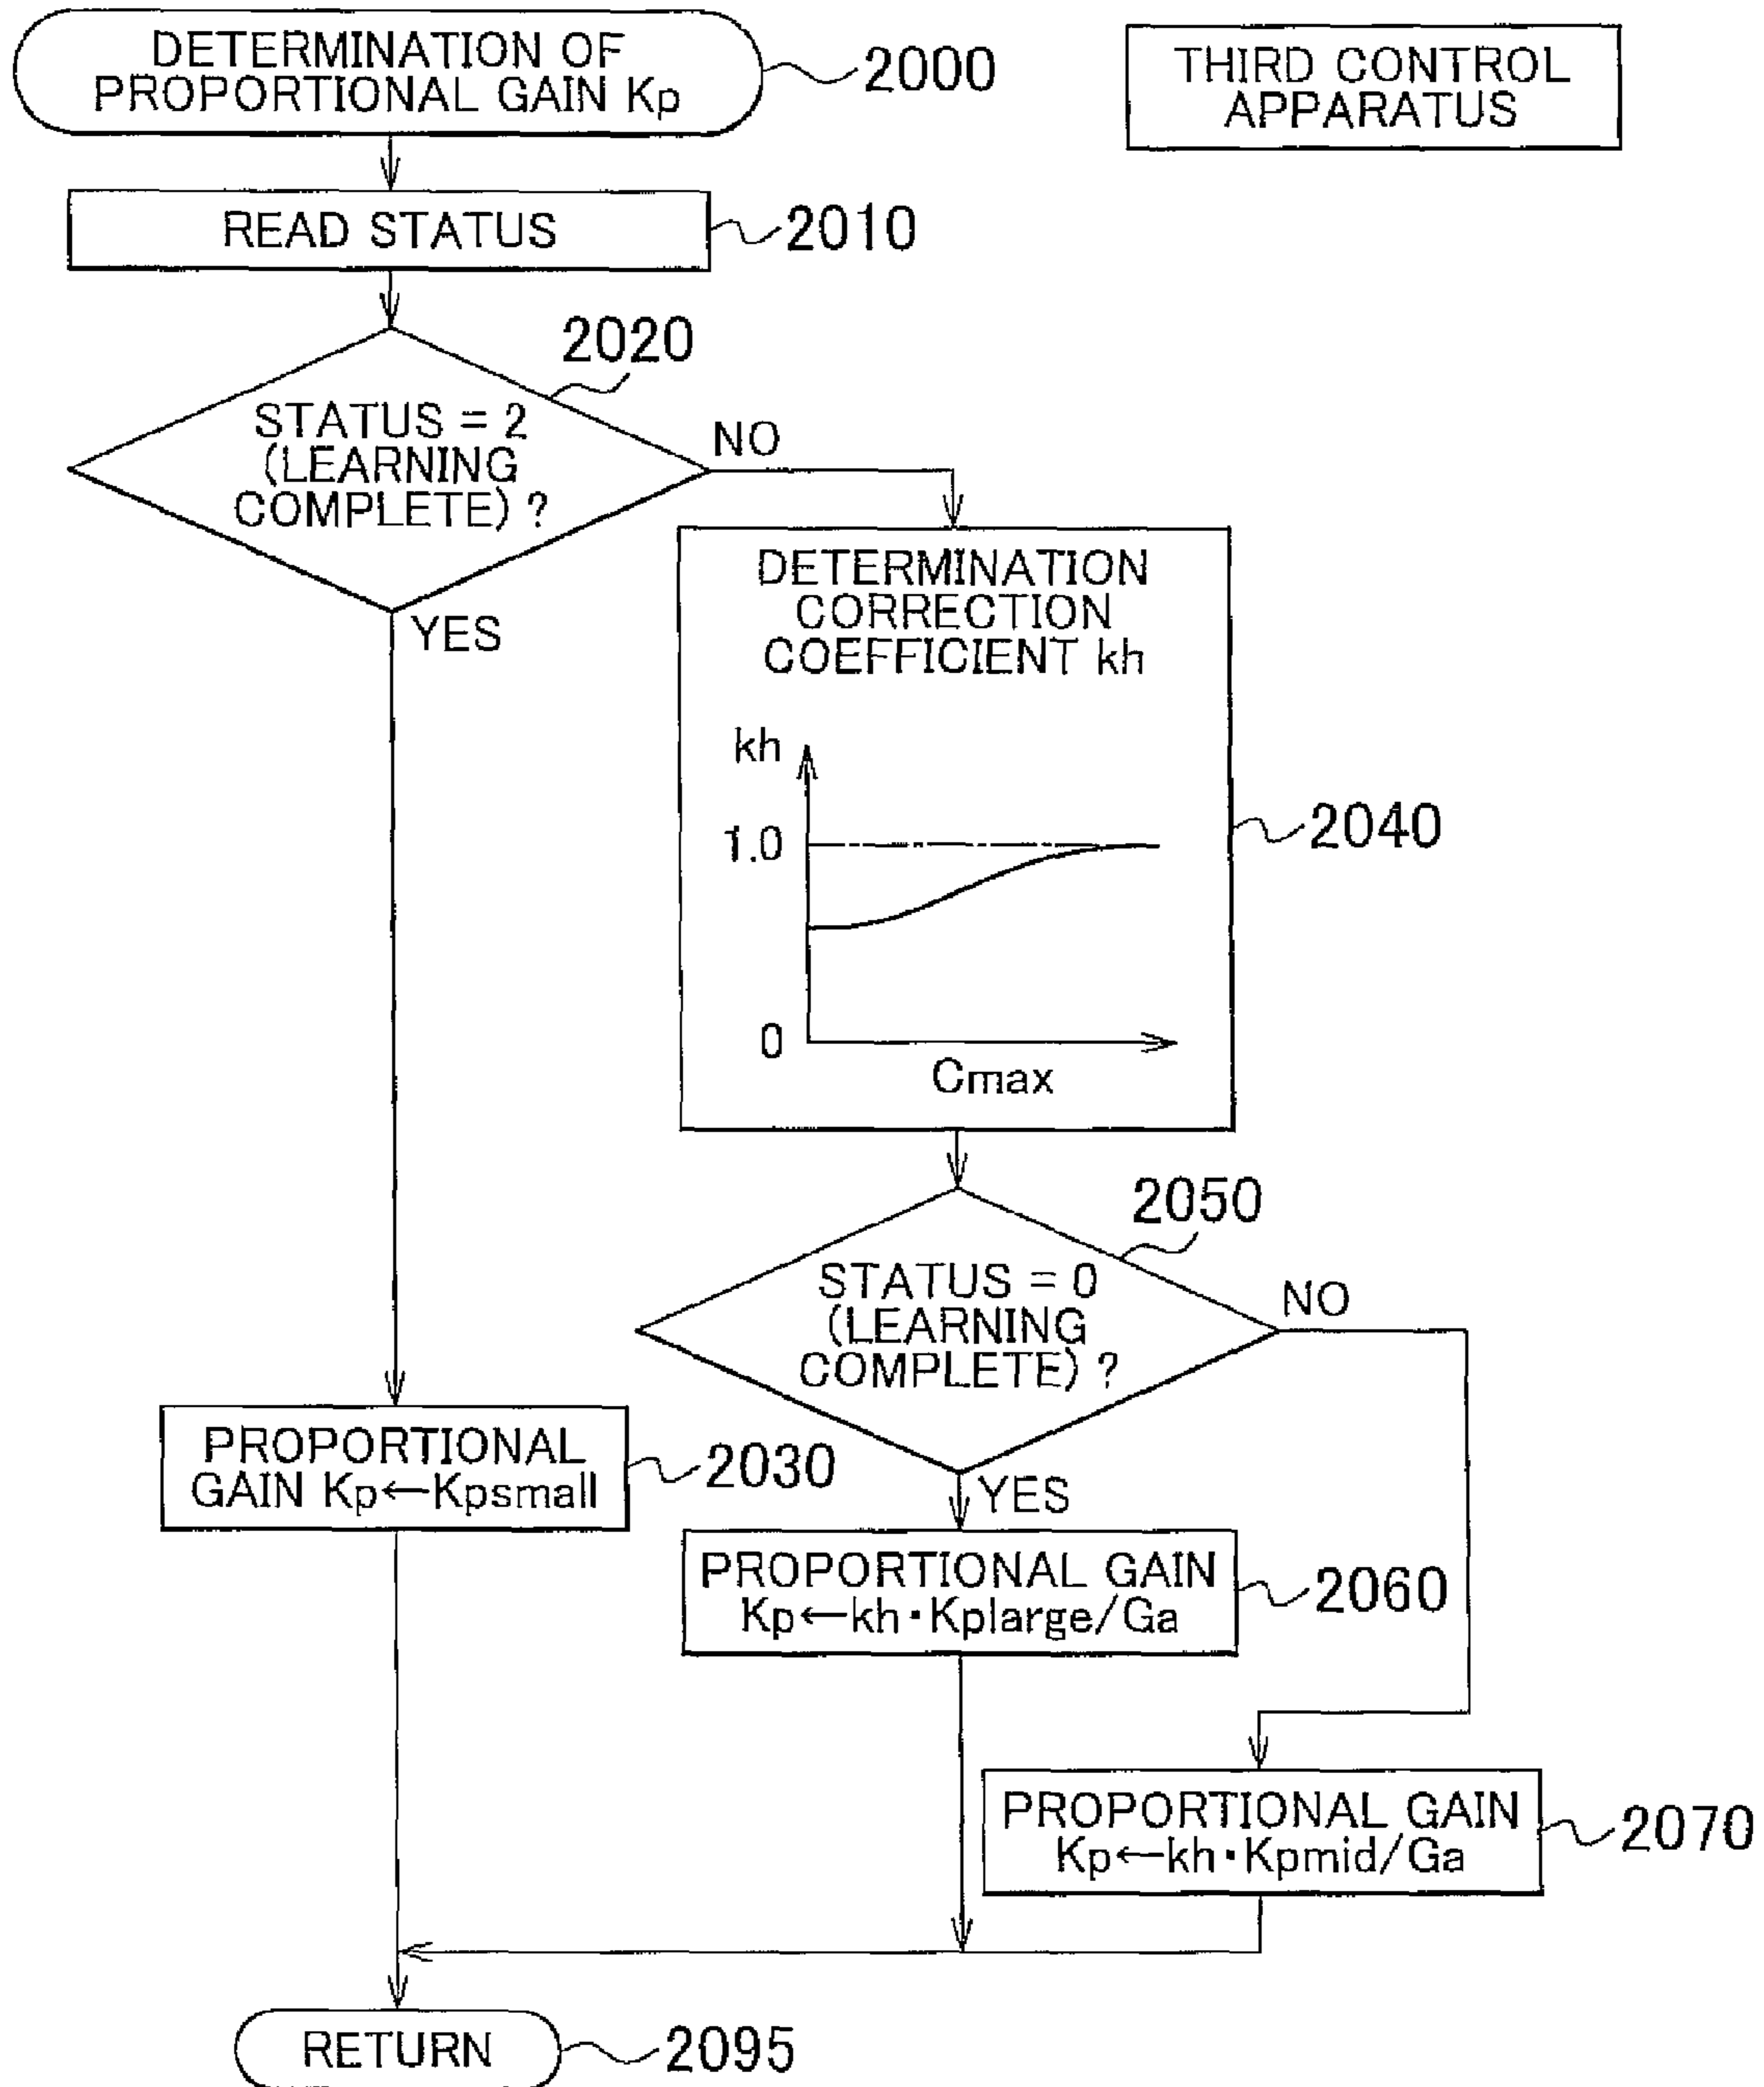 DETERMINATION OF
PROPORTIONAL GAIN Kp
2000
THIRD CONTROL
APPARATUS
READ STATUS
2010
2020
STATUS = 2
(LEARNING
COMPLETE) ?
NO
YES
DETERMINATION
CORRECTION
COEFFICIENT kh
kh
1.0
0
Cmax
2040
2050
STATUS = 0
(LEARNING
COMPLETE) ?
NO
YES
PROPORTIONAL
GAIN Kp←Kpsmall
2030
PROPORTIONAL GAIN
Kp←kh·Kplarge/Ga
2060
PROPORTIONAL GAIN
Kp←kh·Kpmid/Ga
2070
RETURN
2095